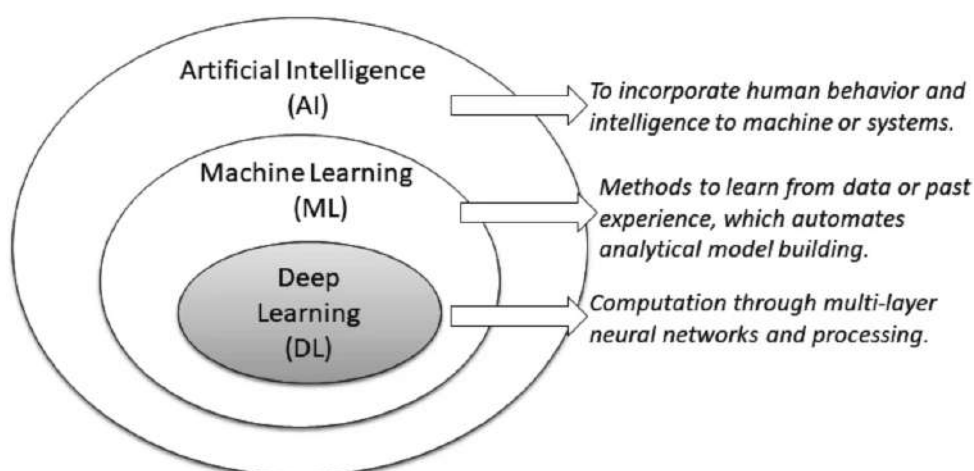 Artificial Intelligence
(AI)
To incorporate human behavior and
intelligence to machine or systems.
Machine Learning
(ML)
Methods to learn from data or past
experience, which automates
analytical model building.
Deep
Learning
(DL)
Computation through multi-layer
neural networks and processing.